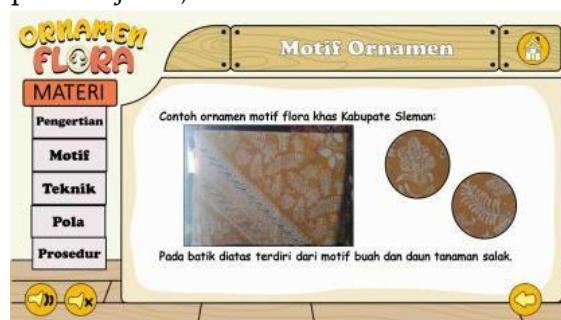 ORNAMEN
FLORA
Motif Ornamen
MATERI
Pengertian
Motif
Teknik
Pola
Prosedur
Contoh ornamen motif flora khas Kabupate Sleman:
Pada batik diatas terdiri dari motif buah dan daun tanaman salak.